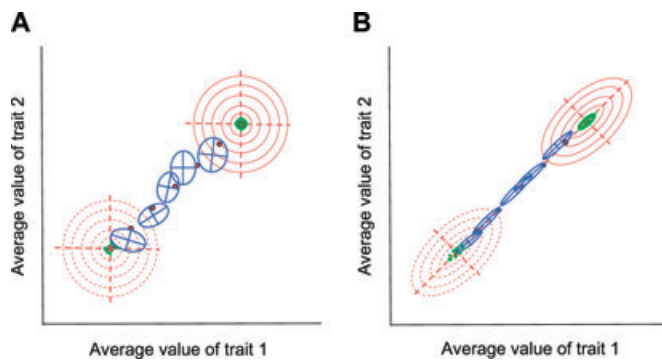 A
B
Average value of trait 2
Average value of trait 2
Average value of trait 1
Average value of trait 1